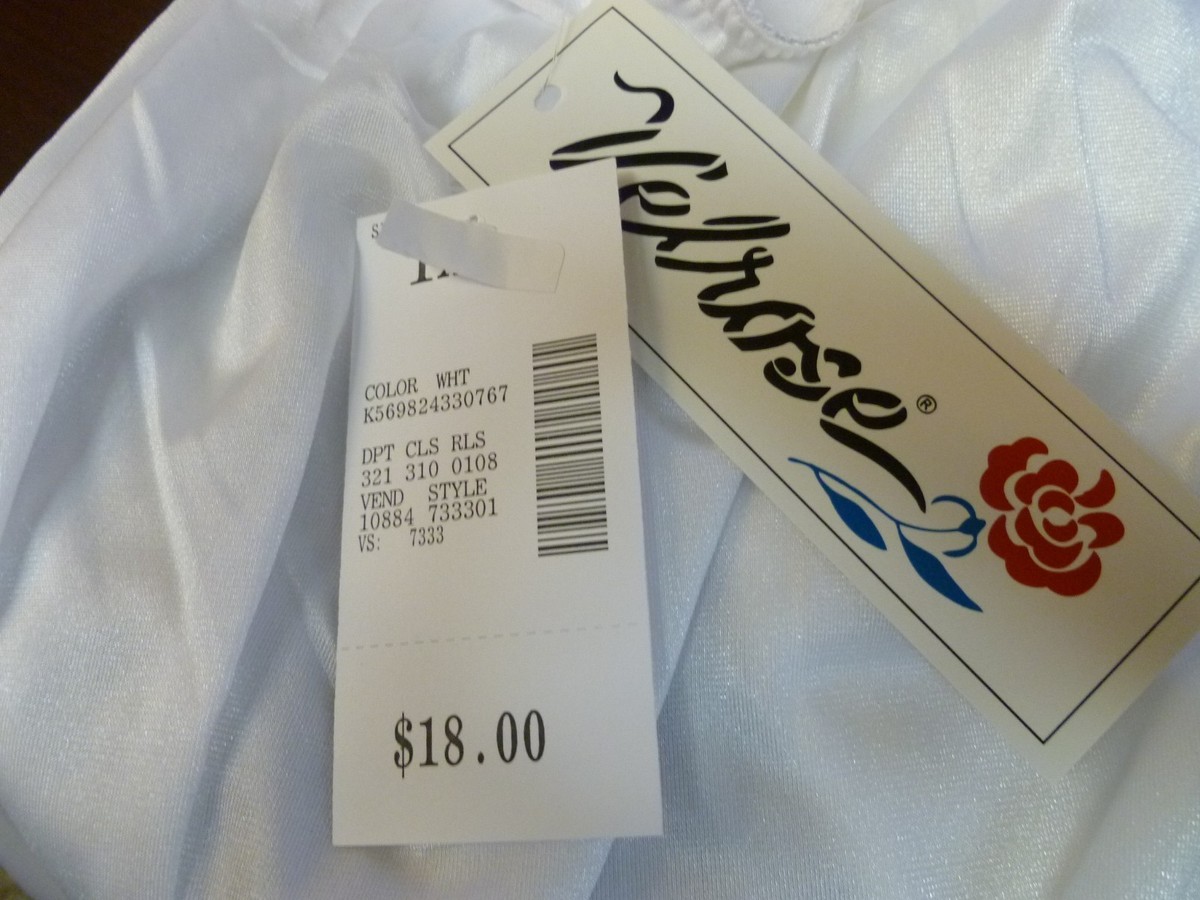 Velrose®
COLOR WHT
K569824330767
DPT CLS RLS
321 310 0108
VEND STYLE
10884 733301
VS: 7333
$18.00